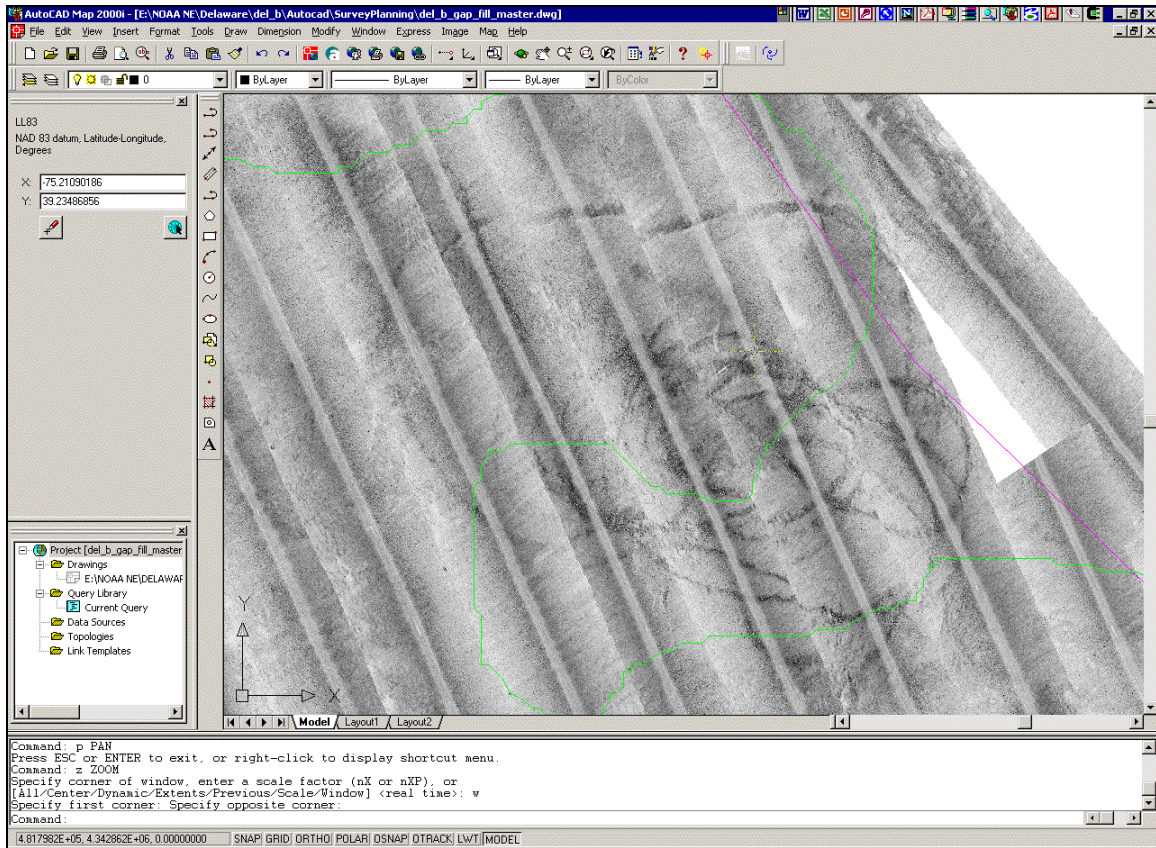 AutoCAD Map 2000i - [E:\NOAA NE\Delaware\del_b\Autocad\SurveyPlanning\del_b_gap_fill_master.dwg]
File Edit View Insert Format Tools Draw Dimension Modify Window Express Image Map Help
0 ByLayer ByLayer ByLayer ByColor
LL83
NAD 83 datum, Latitude-Longitude,
Degrees
X: -75.21090186
Y: 39.23486856
A
Project [del_b_gap_fill_master
Drawings
E:\NOAA NE\DELAWAF
Query Library
Current Query
Data Sources
Topologies
Link Templates
Y
X
Model Layout1 Layout2
Command: p PAN
Press ESC or ENTER to exit, or right-click to display shortcut menu.
Command: z ZOOM
Specify corner of window, enter a scale factor (nX or nXP), or
[All/Center/Dynamic/Extents/Previous/Scale/Window] <real time>: w
Specify first corner: Specify opposite corner:
Command:
4.817982E+05, 4.342862E+06, 0.00000000 SNAP GRID ORTHO POLAR OSNAP OTRACK LWT MODEL